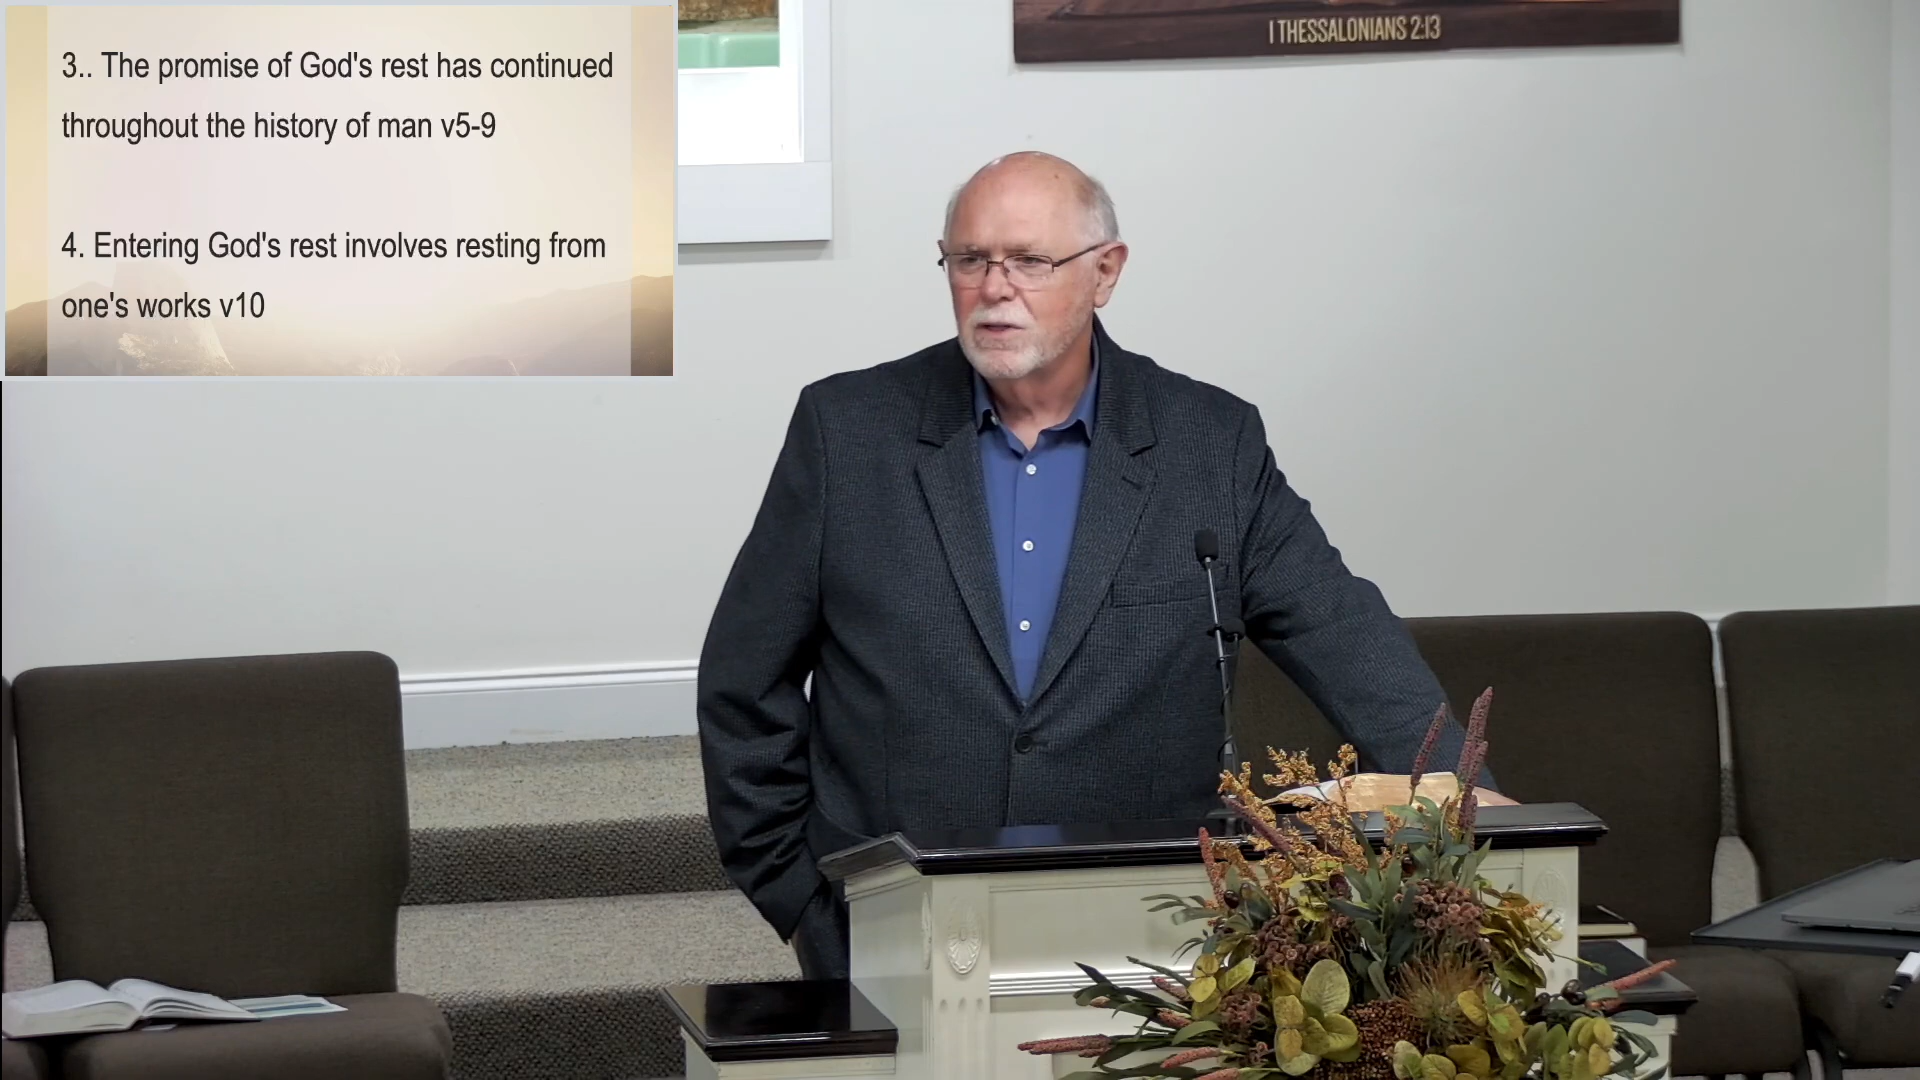 3.. The promise of God's rest has continued
throughout the history of man v5-9
4. Entering God's rest involves resting from
one's works v10
I THESSALONIANS 2:13